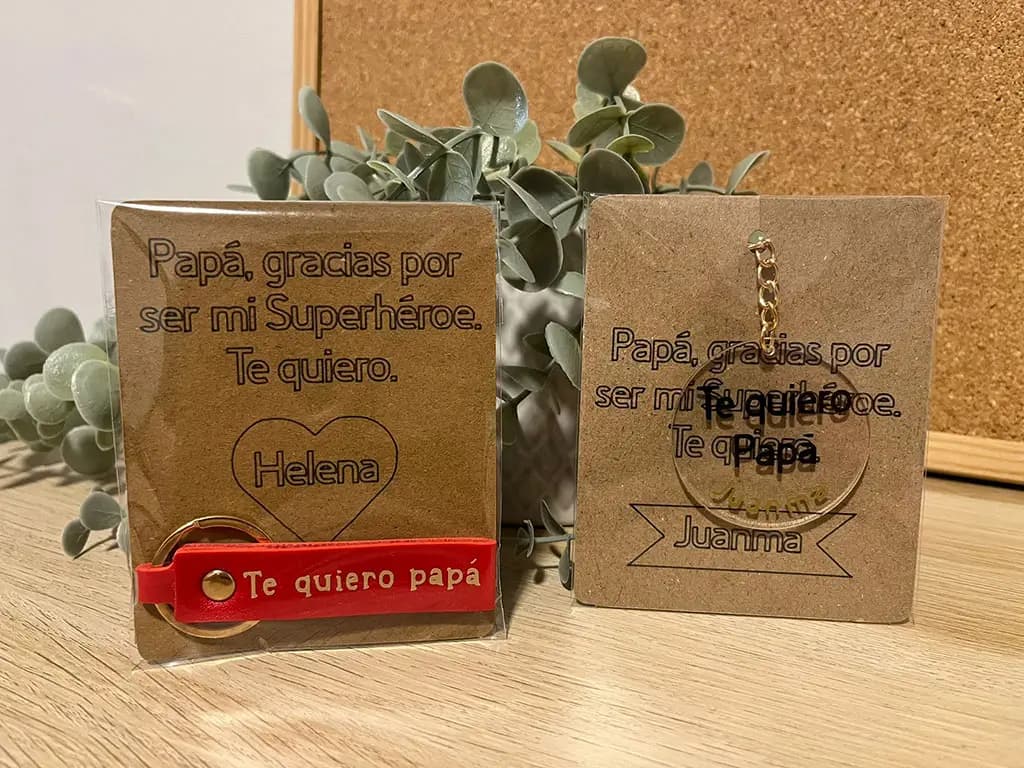 Papá, gracias por
ser mi Superhéroe.
Te quiero.
Helena
Te quiero papá
Papá, gracias por
ser mi Superhéroe.
Te quiero.
Te quiero
Papá
Juanma
Juanma